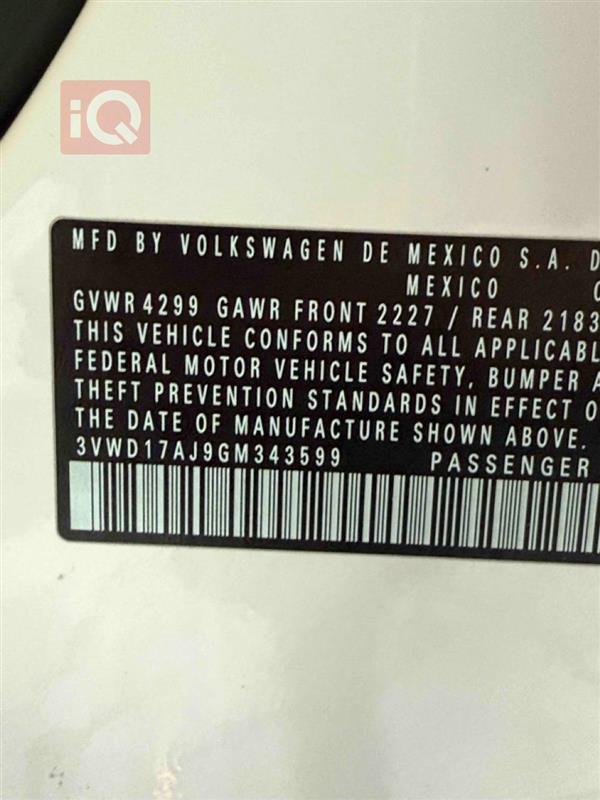 iQ
MFD BY VOLKSWAGEN DE MEXICO S.A. D
MEXICO
GVWR 4299 GAWR FRONT 2227 / REAR 2183
THIS VEHICLE CONFORMS TO ALL APPLICABL
FEDERAL MOTOR VEHICLE SAFETY, BUMPER A
THEFT PREVENTION STANDARDS IN EFFECT O
THE DATE OF MANUFACTURE SHOWN ABOVE.
3VWD17AJ9GM343599 PASSENGER